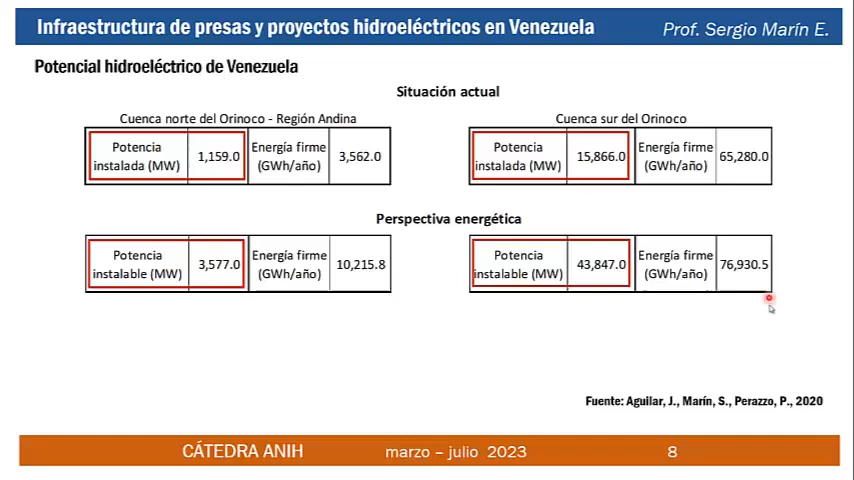 Infraestructura de presas y proyectos hidroeléctricos en Venezuela
Prof. Sergio Marín E.
Potencial hidroeléctrico de Venezuela
Situación actual
Cuenca norte del Orinoco - Región Andina
Potencia instalada (MW) 1,159.0 Energía firme (GWh/año) 3,562.0
Cuenca sur del Orinoco
Potencia instalada (MW) 15,866.0 Energía firme (GWh/año) 65,280.0
Perspectiva energética
Potencia instalable (MW) 3,577.0 Energía firme (GWh/año) 10,215.8
Potencia instalable (MW) 43,847.0 Energía firme (GWh/año) 76,930.5
Fuente: Aguilar, J., Marín, S., Perazzo, P., 2020
CÁTEDRA ANIH marzo – julio 2023 8